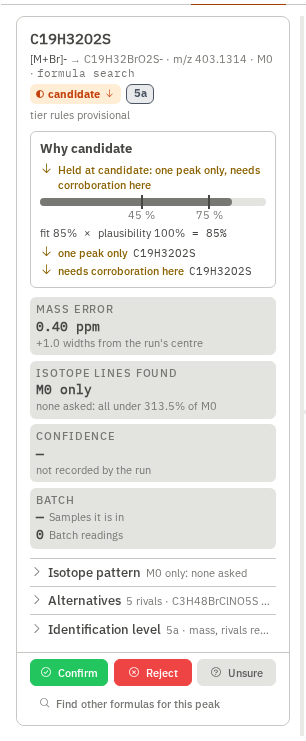 C19H32O2S
[M+Br]- → C19H32BrO2S- · m/z 403.1314 · M0
· formula search
candidate ↓ 5a
tier rules provisional
Why candidate
↓ Held at candidate: one peak only, needs
corroboration here
45 % 75 %
fit 85% × plausibility 100% = 85%
↓ one peak only C19H32O2S
↓ needs corroboration here C19H32O2S
MASS ERROR
0.40 ppm
+1.0 widths from the run's centre
ISOTOPE LINES FOUND
M0 only
none asked: all under 313.5% of M0
CONFIDENCE
—
not recorded by the run
BATCH
— Samples it is in
0 Batch readings
Isotope pattern M0 only: none asked
Alternatives 5 rivals · C3H48BrClNO5S ...
Identification level 5a · mass, rivals re...
Confirm Reject Unsure
Find other formulas for this peak